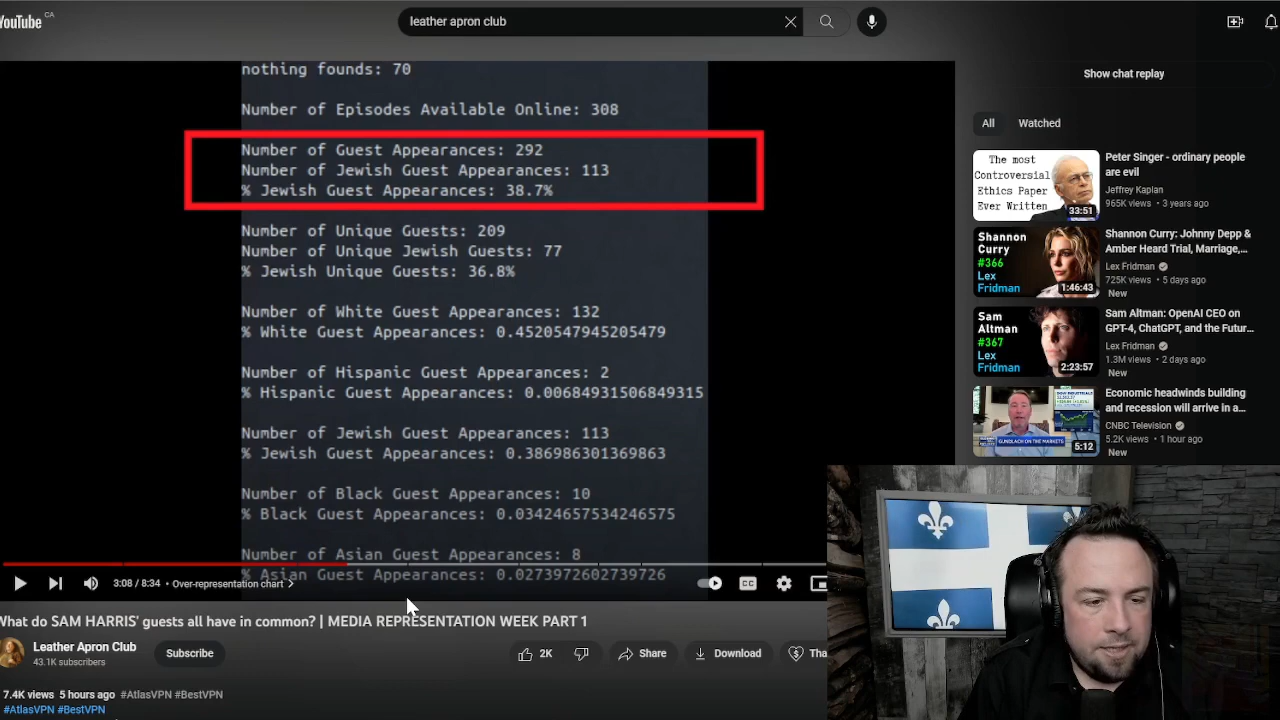 YouTube CA
leather apron club
nothing founds: 70
Number of Episodes Available Online: 308
Number of Guest Appearances: 292
Number of Jewish Guest Appearances: 113
% Jewish Guest Appearances: 38.7%
Number of Unique Guests: 209
Number of Unique Jewish Guests: 77
% Jewish Unique Guests: 36.8%
Number of White Guest Appearances: 132
% White Guest Appearances: 0.4520547945205479
Number of Hispanic Guest Appearances: 2
% Hispanic Guest Appearances: 0.00684931506849315
Number of Jewish Guest Appearances: 113
% Jewish Guest Appearances: 0.386986301369863
Number of Black Guest Appearances: 10
% Black Guest Appearances: 0.03424657534246575
Number of Asian Guest Appearances: 8
% Asian Guest Appearances: 0.0273972602739726
3:08 / 8:34 • Over-representation chart
CC
What do SAM HARRIS' guests all have in common? | MEDIA REPRESENTATION WEEK PART 1
Leather Apron Club
43.1K subscribers
Subscribe
2K
Share
Download
Tha
7.4K views 5 hours ago #AtlasVPN #BestVPN
#AtlasVPN #BestVPN
Show chat replay
All
Watched
The most
Controversial
Ethics Paper
Ever Written
33:51
Peter Singer - ordinary people
are evil
Jeffrey Kaplan
965K views • 3 years ago
Shannon
Curry
#366
Lex
Fridman
1:46:43
Shannon Curry: Johnny Depp &
Amber Heard Trial, Marriage,...
Lex Fridman
725K views • 5 days ago
New
Sam
Altman
#367
Lex
Fridman
2:23:57
Sam Altman: OpenAI CEO on
GPT-4, ChatGPT, and the Futur...
Lex Fridman
1.3M views • 2 days ago
New
GUNDLACH ON THE MARKETS
5:12
Economic headwinds building
and recession will arrive in a...
CNBC Television
5.2K views • 1 hour ago
New